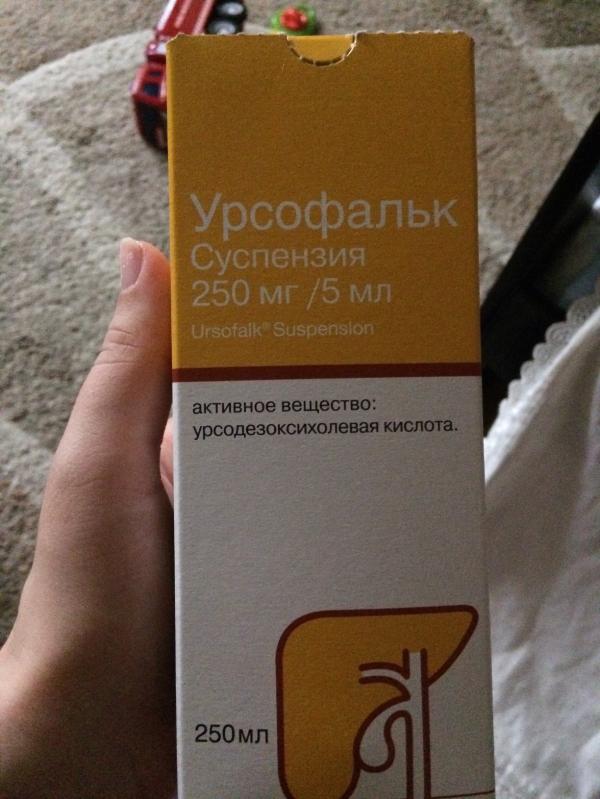 Урсофальк
Суспензия
250 мг /5 мл
Ursofalk® Suspension
активное вещество:
урсодезоксихолевая кислота.
250мл